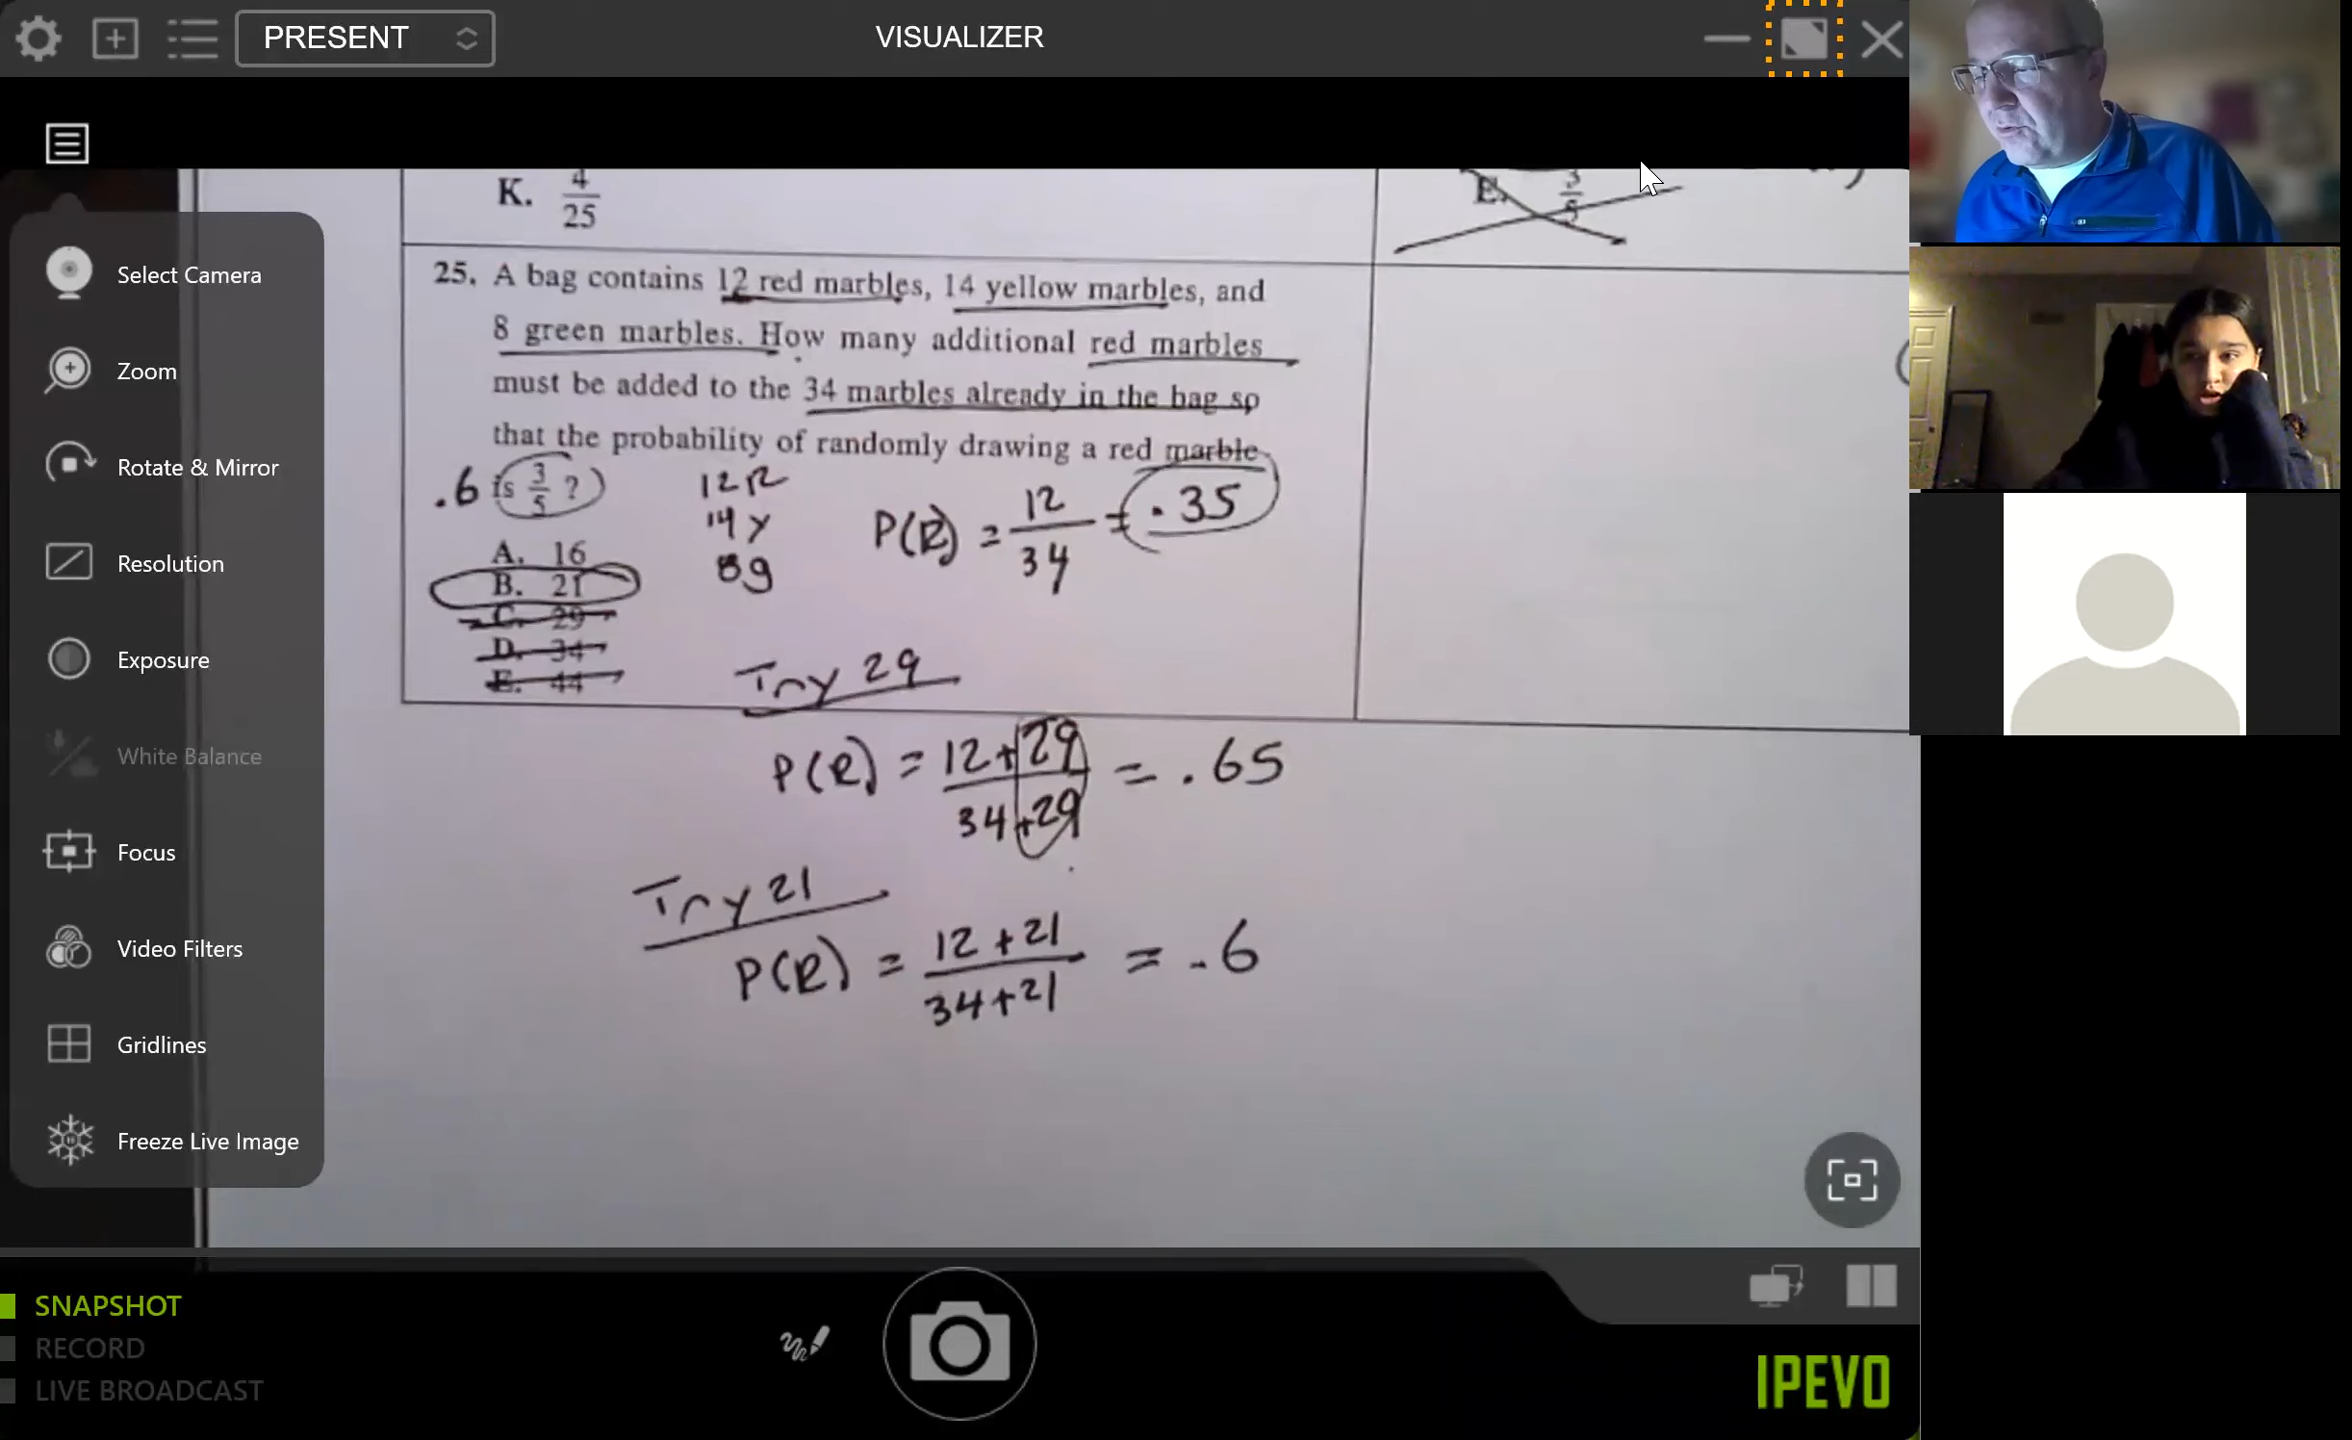 PRESENT
VISUALIZER
K. 4/25
E. 3/5
25. A bag contains 12 red marbles, 14 yellow marbles, and
8 green marbles. How many additional red marbles
must be added to the 34 marbles already in the bag so
that the probability of randomly drawing a red marble
.6 is 3/5 ?
A. 16
B. 21
C. 29
D. 34
E. 44
12R
14y
8g
P(R) = 12/34 = .35
Try 29
P(R) = 12+29/34+29 = .65
Try 21
P(R) = 12+21/34+21 = .6
Select Camera
Zoom
Rotate & Mirror
Resolution
Exposure
White Balance
Focus
Video Filters
Gridlines
Freeze Live Image
SNAPSHOT
RECORD
LIVE BROADCAST
IPEVO